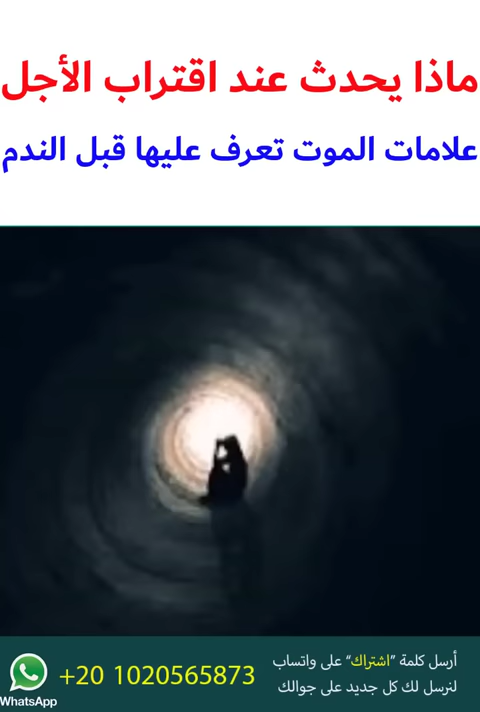 ماذا يحدث عند اقتراب الأجل
علامات الموت تعرف عليها قبل الندم
أرسل كلمة "اشتراك" على واتساب
لنرسل لك كل جديد على جوالك
+20 1020565873
WhatsApp